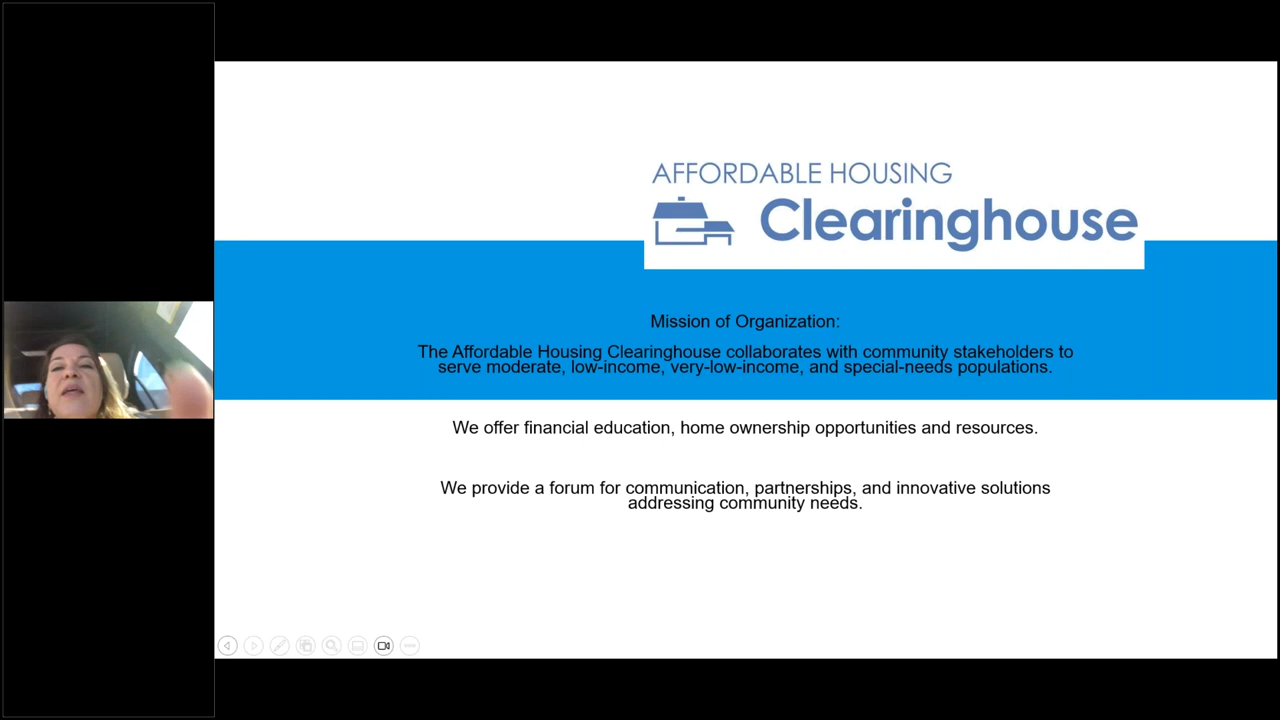 AFFORDABLE HOUSING
Clearinghouse
Mission of Organization:
The Affordable Housing Clearinghouse collaborates with community stakeholders to
serve moderate, low-income, very-low-income, and special-needs populations.
We offer financial education, home ownership opportunities and resources.
We provide a forum for communication, partnerships, and innovative solutions
addressing community needs.